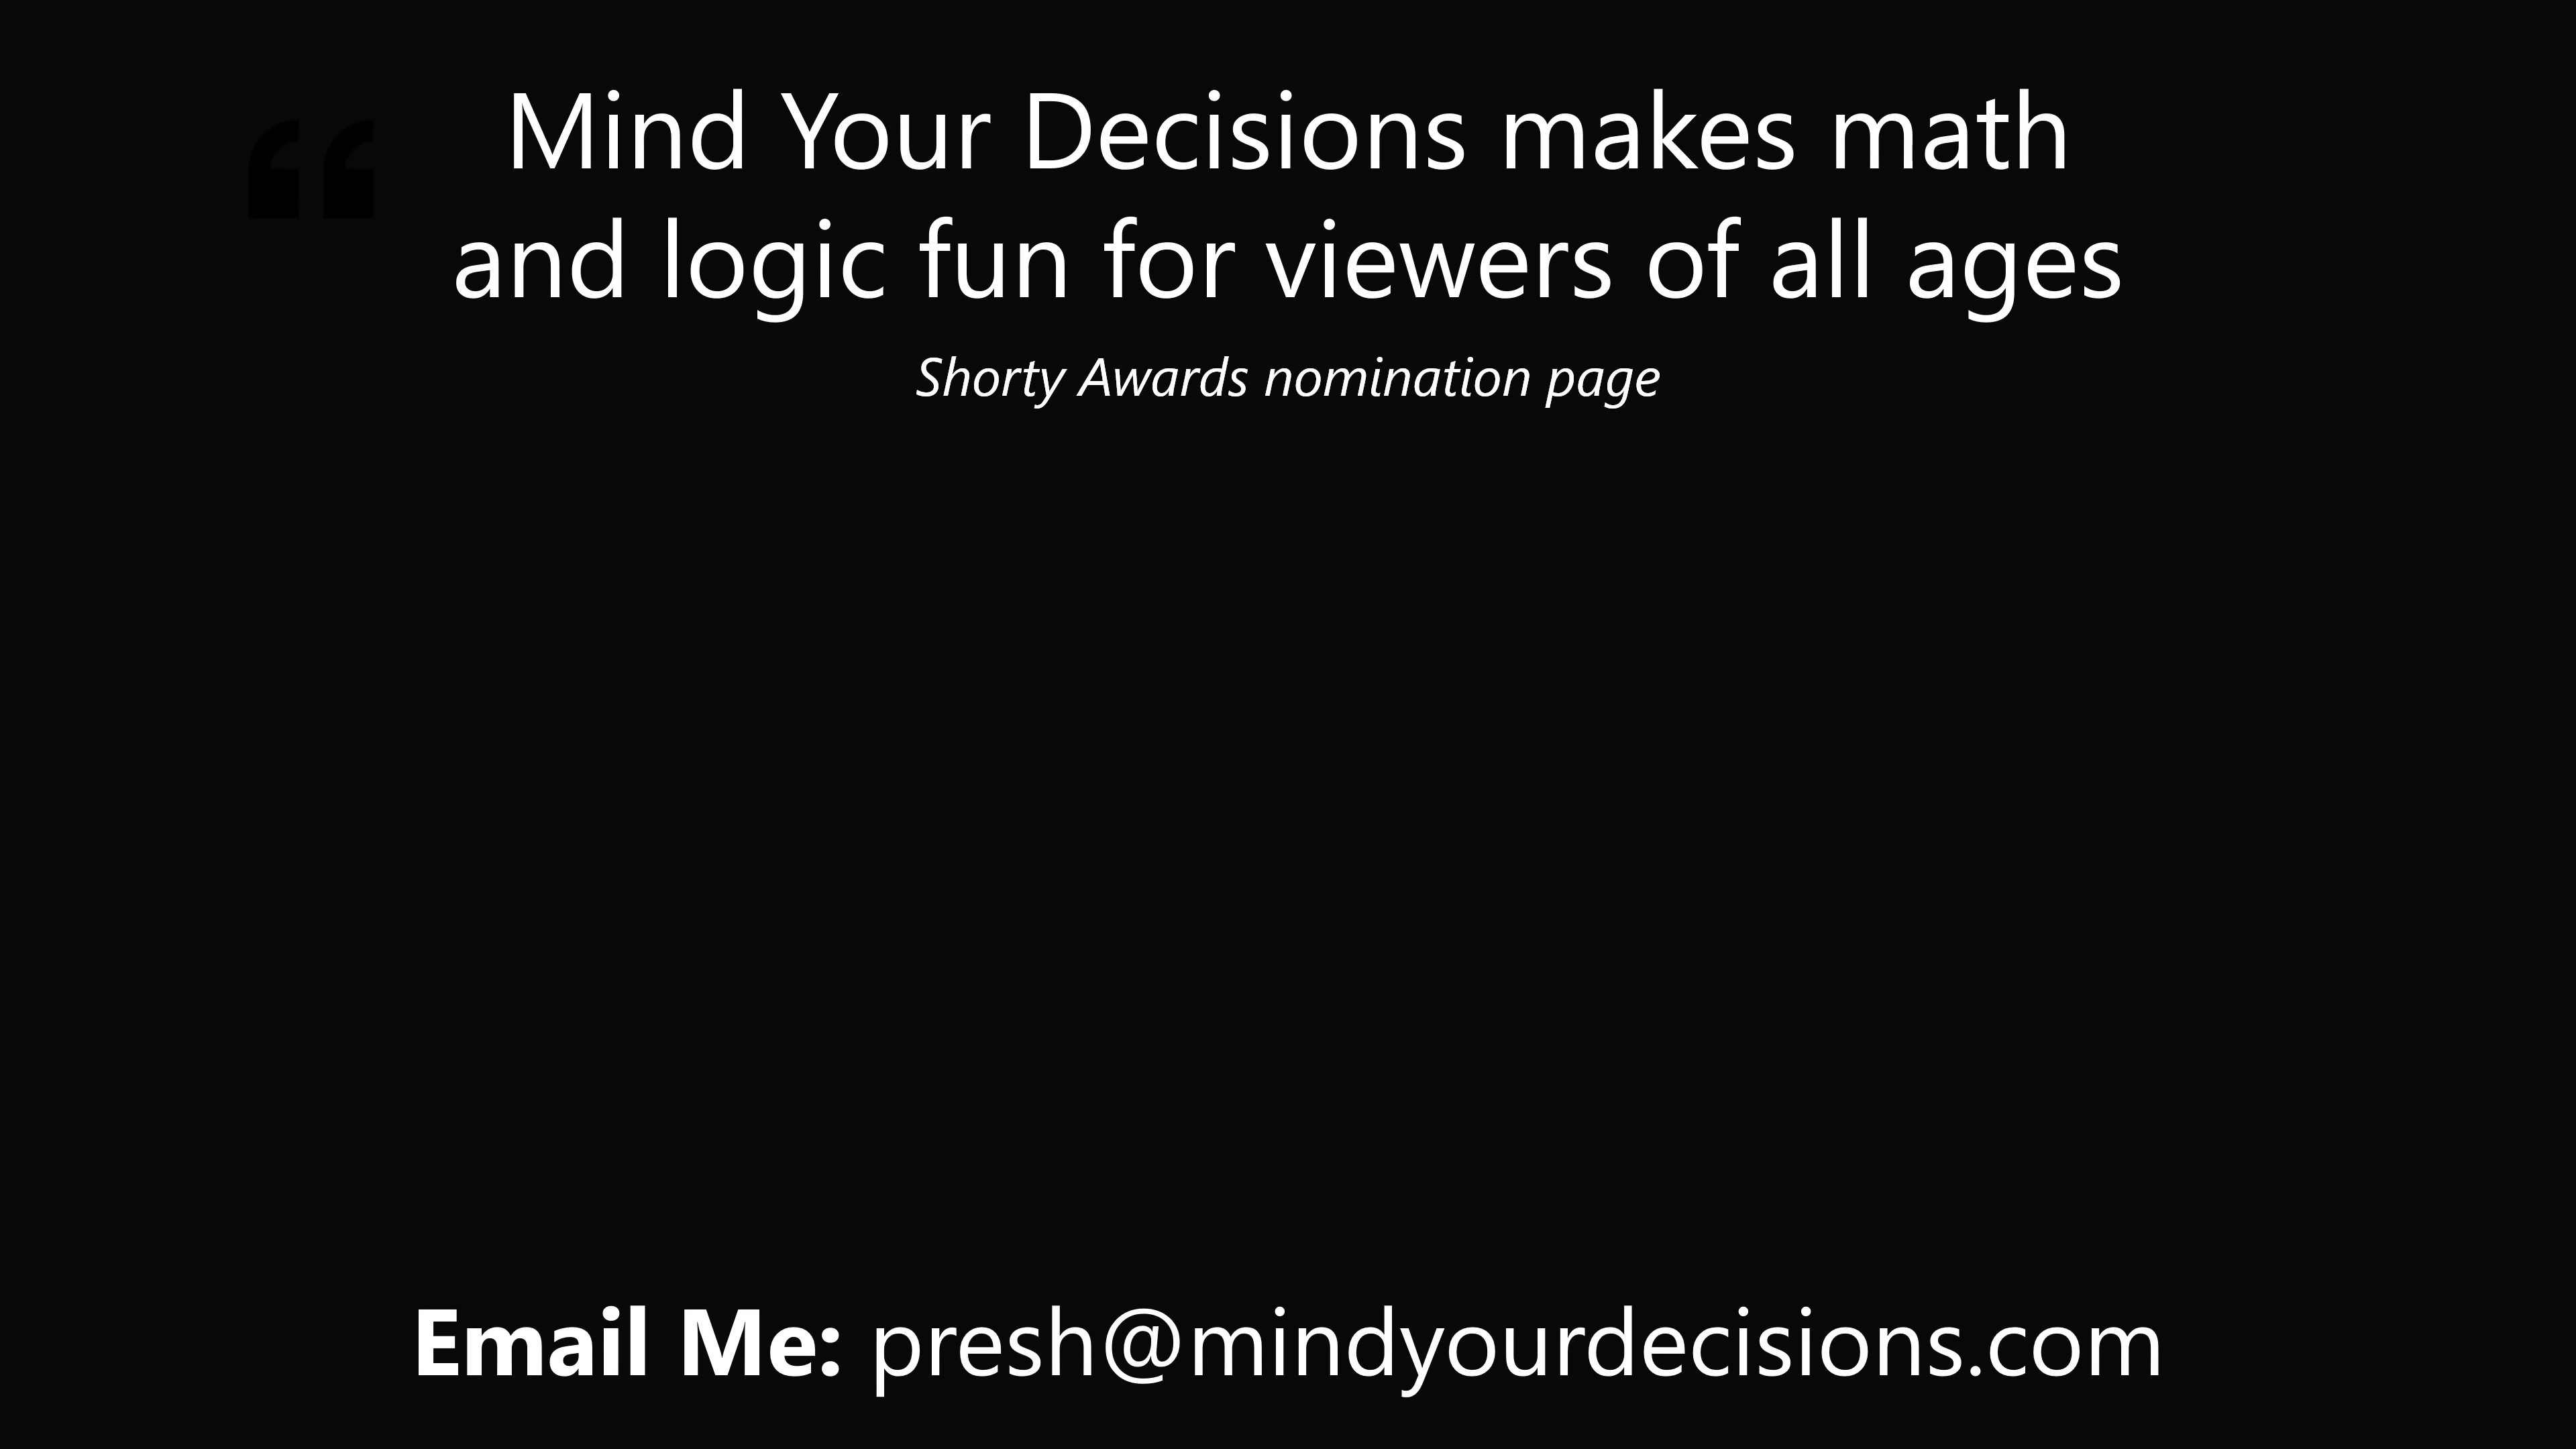 “
Mind Your Decisions makes math
and logic fun for viewers of all ages
Shorty Awards nomination page
Email Me: presh@mindyourdecisions.com